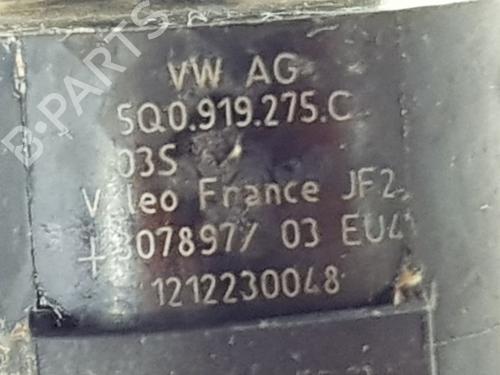 B-PARTS
VW AG
5Q0.919.275.C
03S
Valeo France JF2
307897/ 03 EU4
1212230048